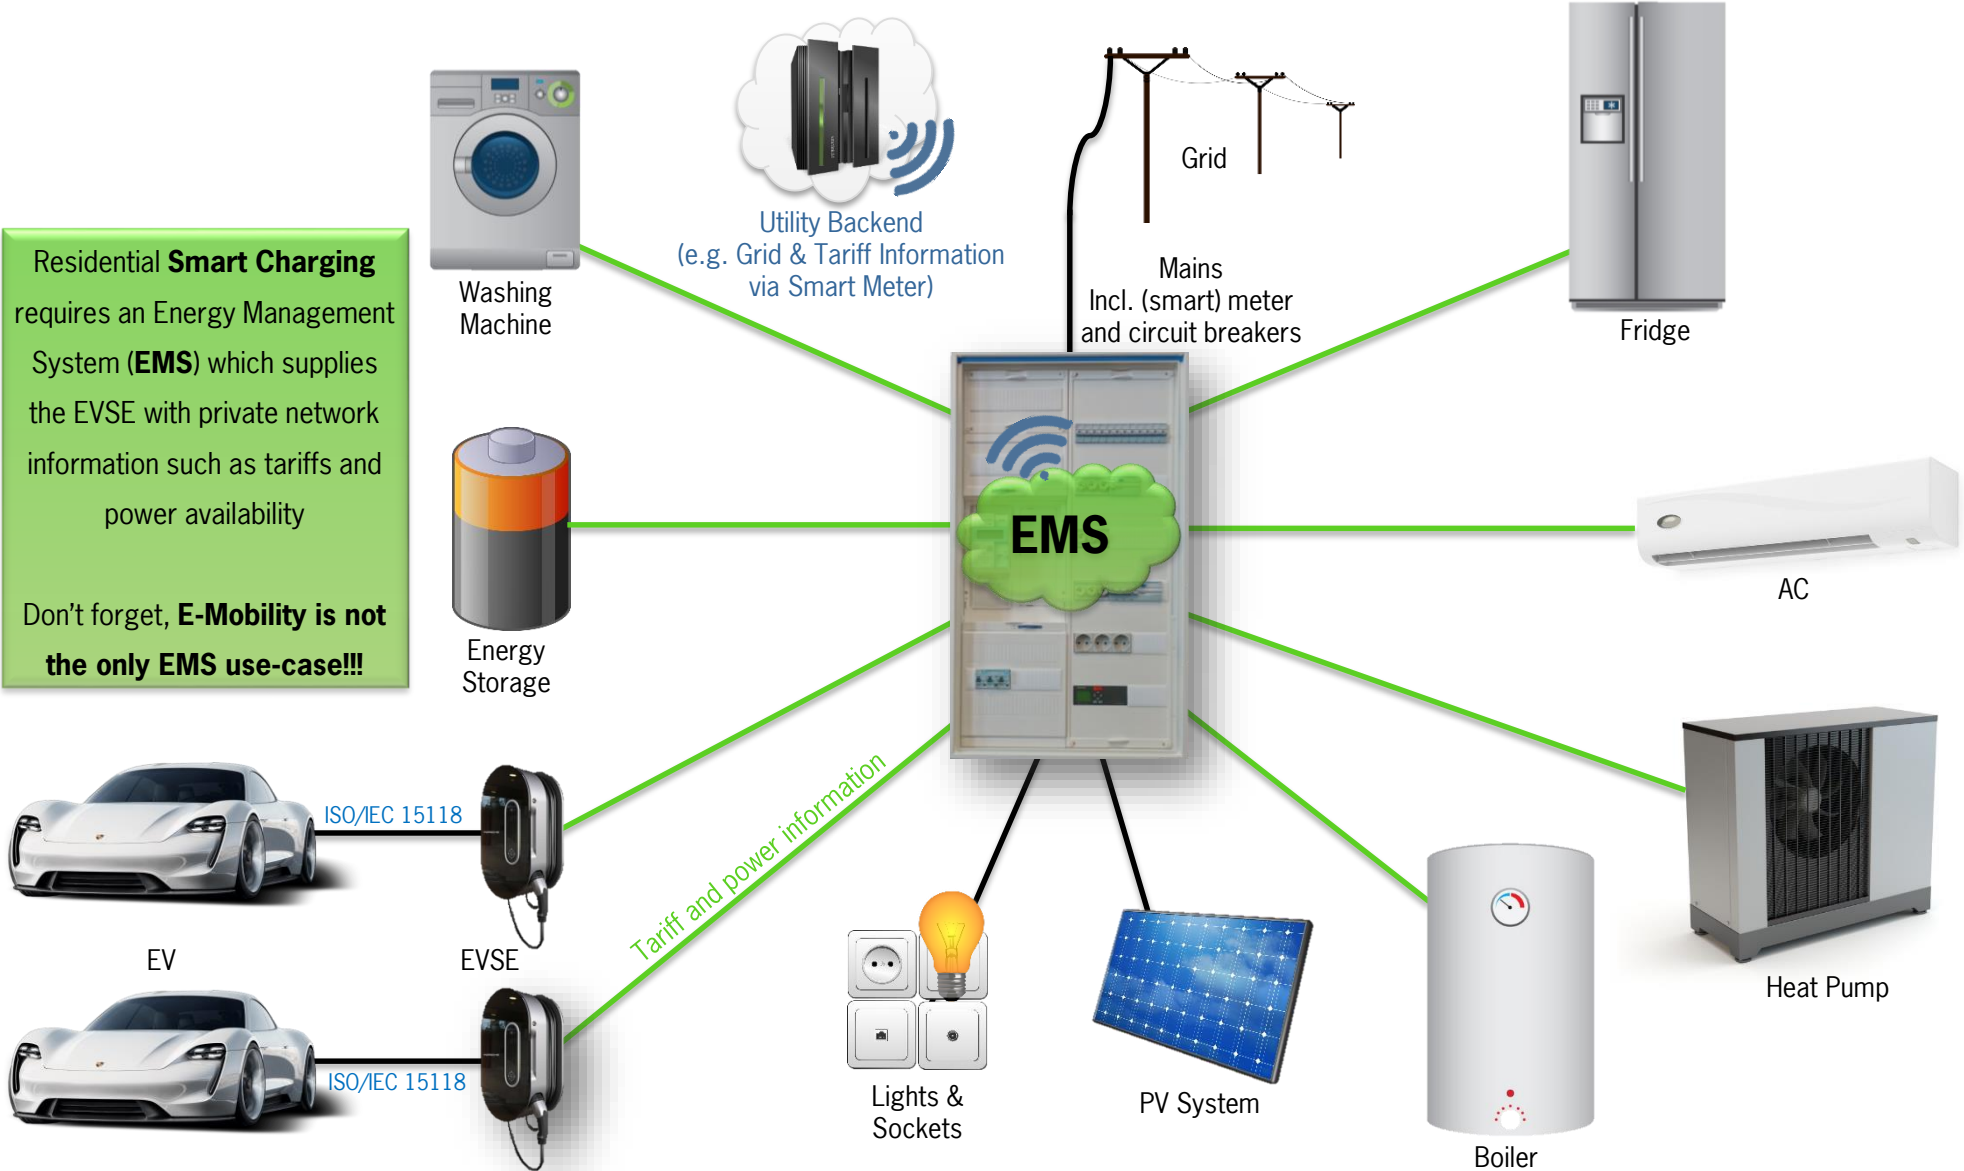 Residential Smart Charging
requires an Energy Management
System (EMS) which supplies
the EVSE with private network
information such as tariffs and
power availability
Don't forget, E-Mobility is not
the only EMS use-case!!!
Washing
Machine
Utility Backend
(e.g. Grid & Tariff Information
via Smart Meter)
Grid
Mains
Incl. (smart) meter
and circuit breakers
Fridge
Energy
Storage
EMS
AC
ISO/IEC 15118
EV
EVSE
Tariff and power information
ISO/IEC 15118
Lights &
Sockets
PV System
Boiler
Heat Pump